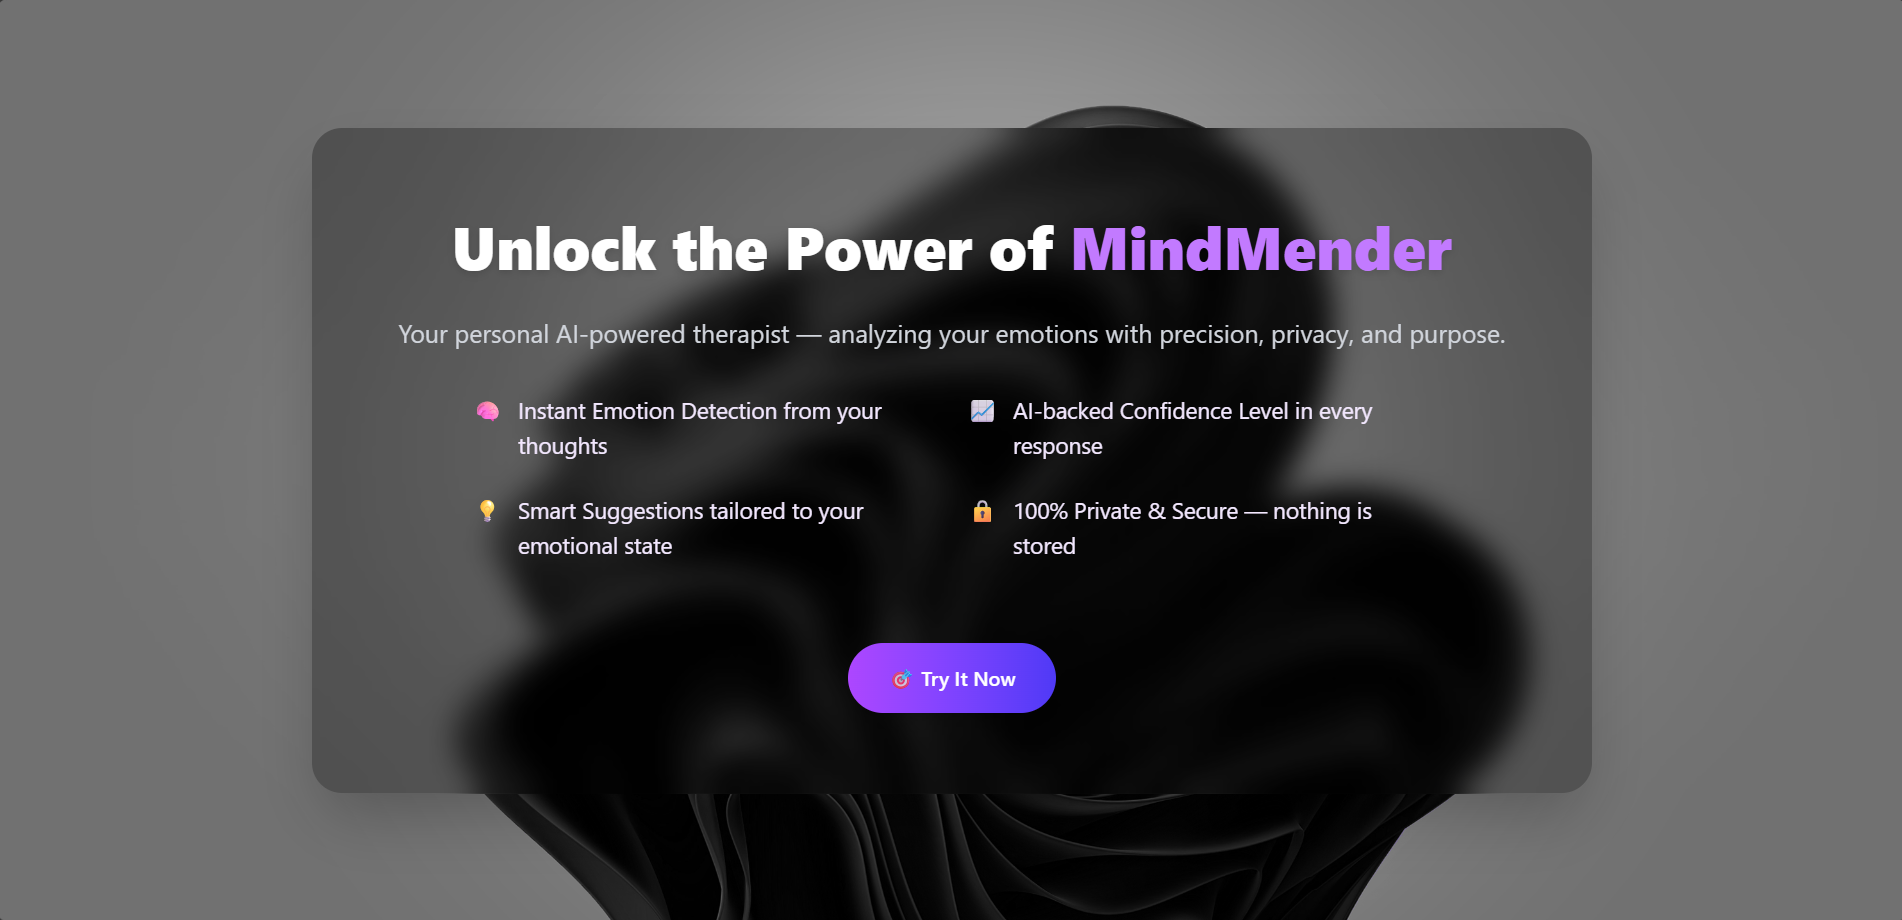 Unlock the Power of MindMender
Your personal AI-powered therapist — analyzing your emotions with precision, privacy, and purpose.
🧠 Instant Emotion Detection from your
thoughts
📈 AI-backed Confidence Level in every
response
💡 Smart Suggestions tailored to your
emotional state
🔒 100% Private & Secure — nothing is
stored
🎯 Try It Now